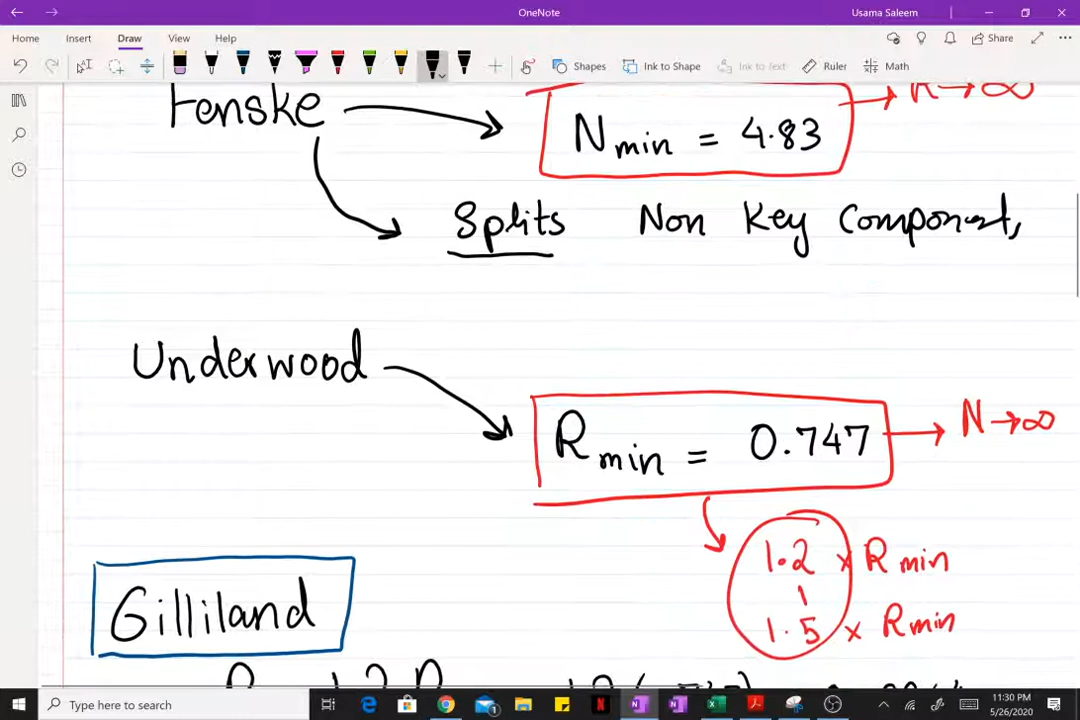 OneNote
Usama Saleem
Home Insert Draw View Help
Share
Shapes
Ink to Shape
Ink to Text
Ruler
Math
R → ∞
Fenske
N min = 4.83
Splits Non Key Component,
Underwood
R min = 0.747
N → ∞
1.2 × R min
1.5 × R min
Gilliland
Type here to search
11:30 PM
5/26/2020